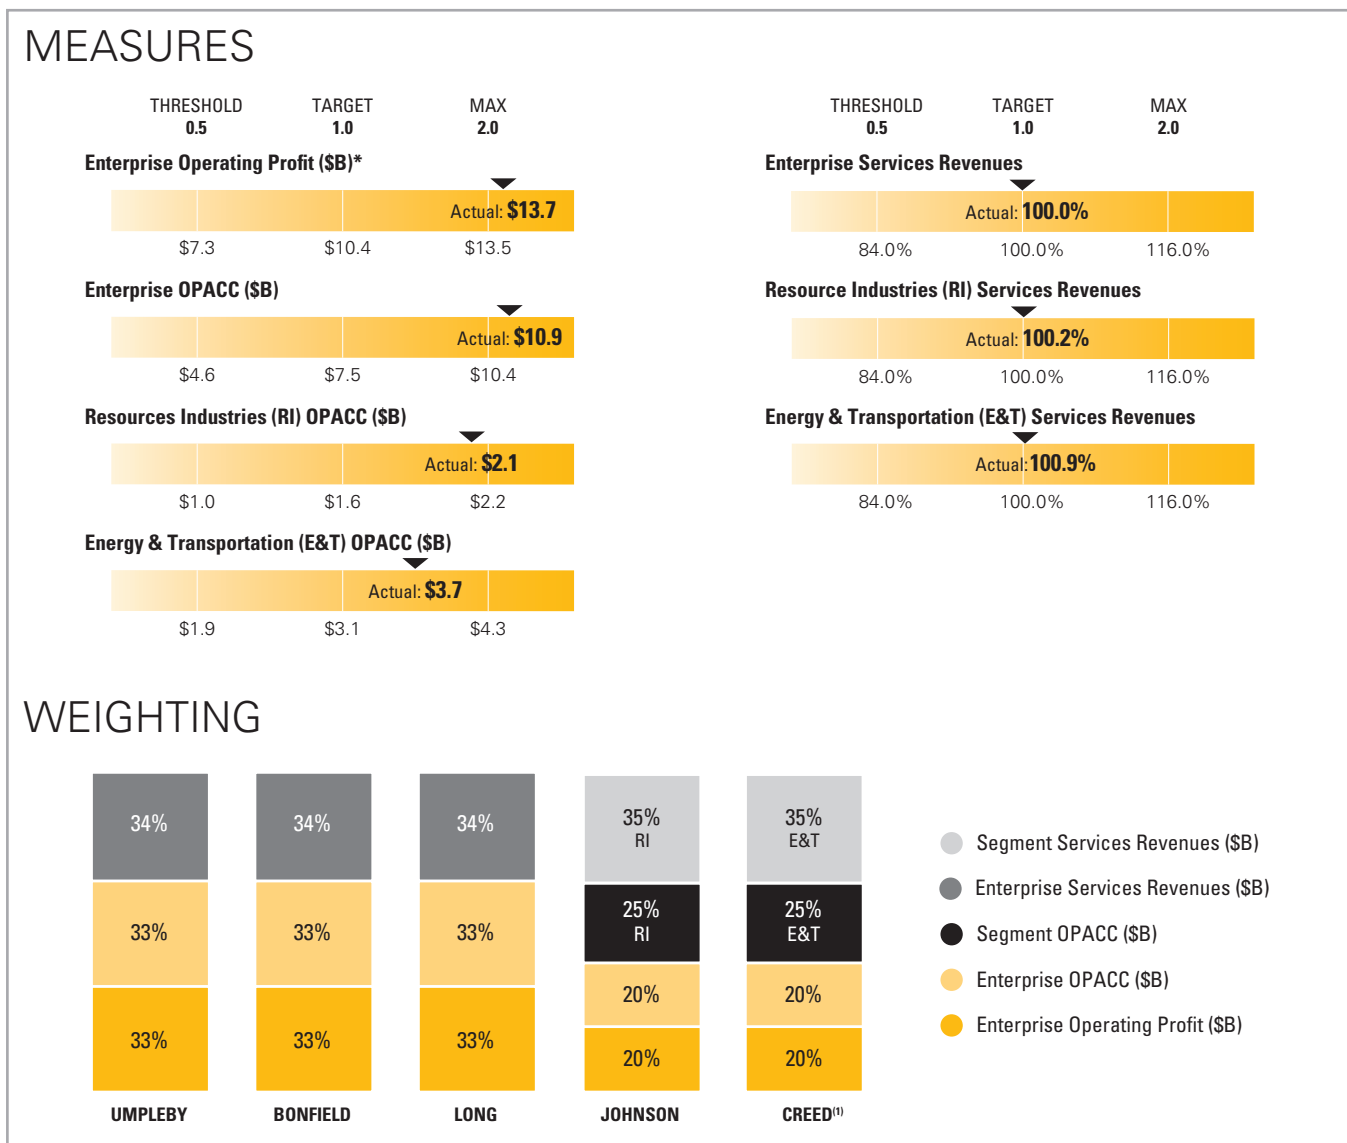 MEASURES
THRESHOLD TARGET MAX
0.5 1.0 2.0
Enterprise Operating Profit ($B)*
Actual: $13.7
$7.3 $10.4 $13.5
Enterprise OPACC ($B)
Actual: $10.9
$4.6 $7.5 $10.4
Resources Industries (RI) OPACC ($B)
Actual: $2.1
$1.0 $1.6 $2.2
Energy & Transportation (E&T) OPACC ($B)
Actual: $3.7
$1.9 $3.1 $4.3
THRESHOLD TARGET MAX
0.5 1.0 2.0
Enterprise Services Revenues
Actual: 100.0%
84.0% 100.0% 116.0%
Resource Industries (RI) Services Revenues
Actual: 100.2%
84.0% 100.0% 116.0%
Energy & Transportation (E&T) Services Revenues
Actual: 100.9%
84.0% 100.0% 116.0%
WEIGHTING
34% 34% 34% 35% 35%
RI E&T
33% 33% 33% 25% 25%
RI E&T
20% 20%
33% 33% 33% 20% 20%
UMPLEBY BONFIELD LONG JOHNSON CREED(1)
Segment Services Revenues ($B)
Enterprise Services Revenues ($B)
Segment OPACC ($B)
Enterprise OPACC ($B)
Enterprise Operating Profit ($B)